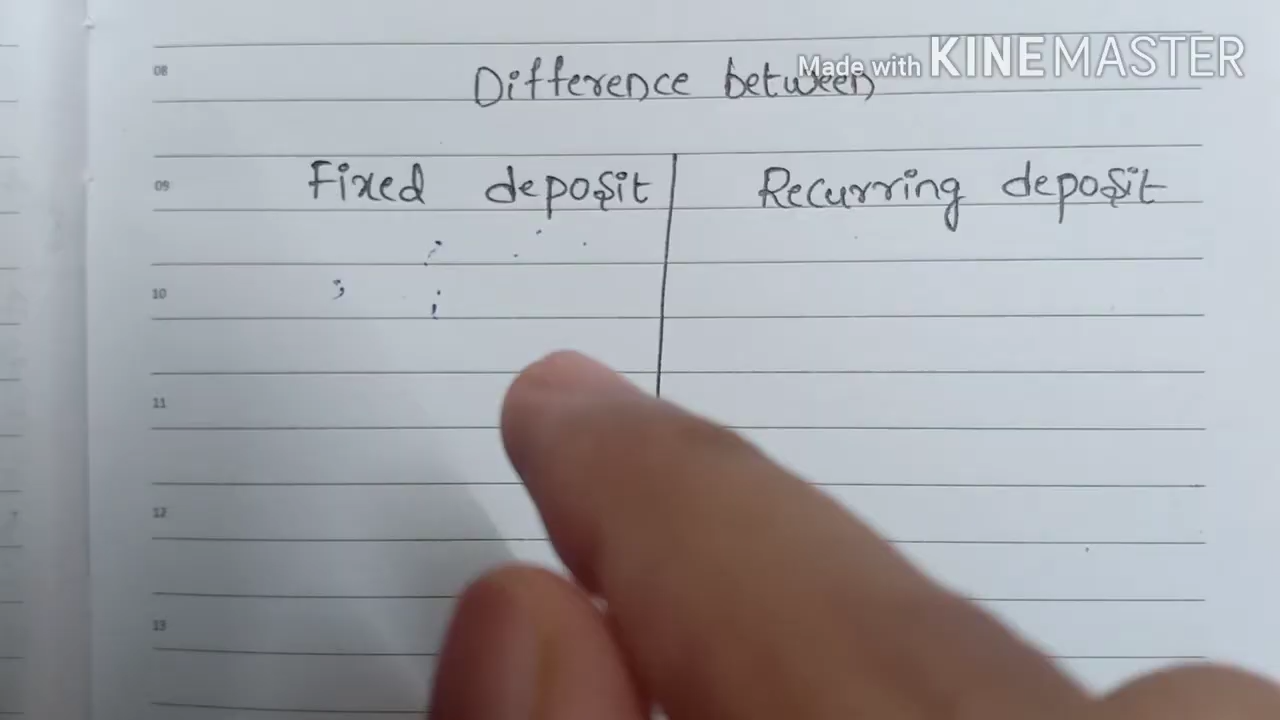 Made with KINEMASTER
08
Difference between
09
Fixed deposit Recurring deposit
10
11
12
13